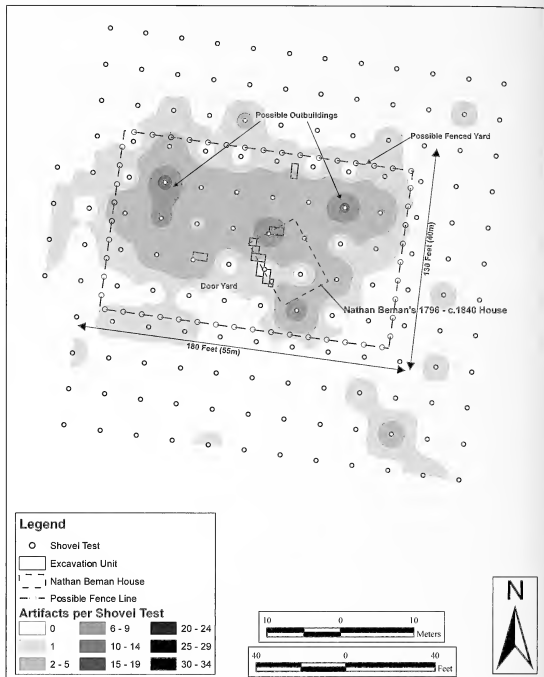 Possible Outbuildings
Possible Fenced Yard
130 Feet (40m)
Door Yard
Nathan Beman's 1796 - c.1840 House
180 Feet (55m)
Legend
Shovel Test
Excavation Unit
Nathan Beman House
Possible Fence Line
Artifacts per Shovel Test
0 6 - 9 20 - 24
1 10 - 14 25 - 29
2 - 5 15 - 19 30 - 34
10 0 10
Meters
40 0 40
Feet
N